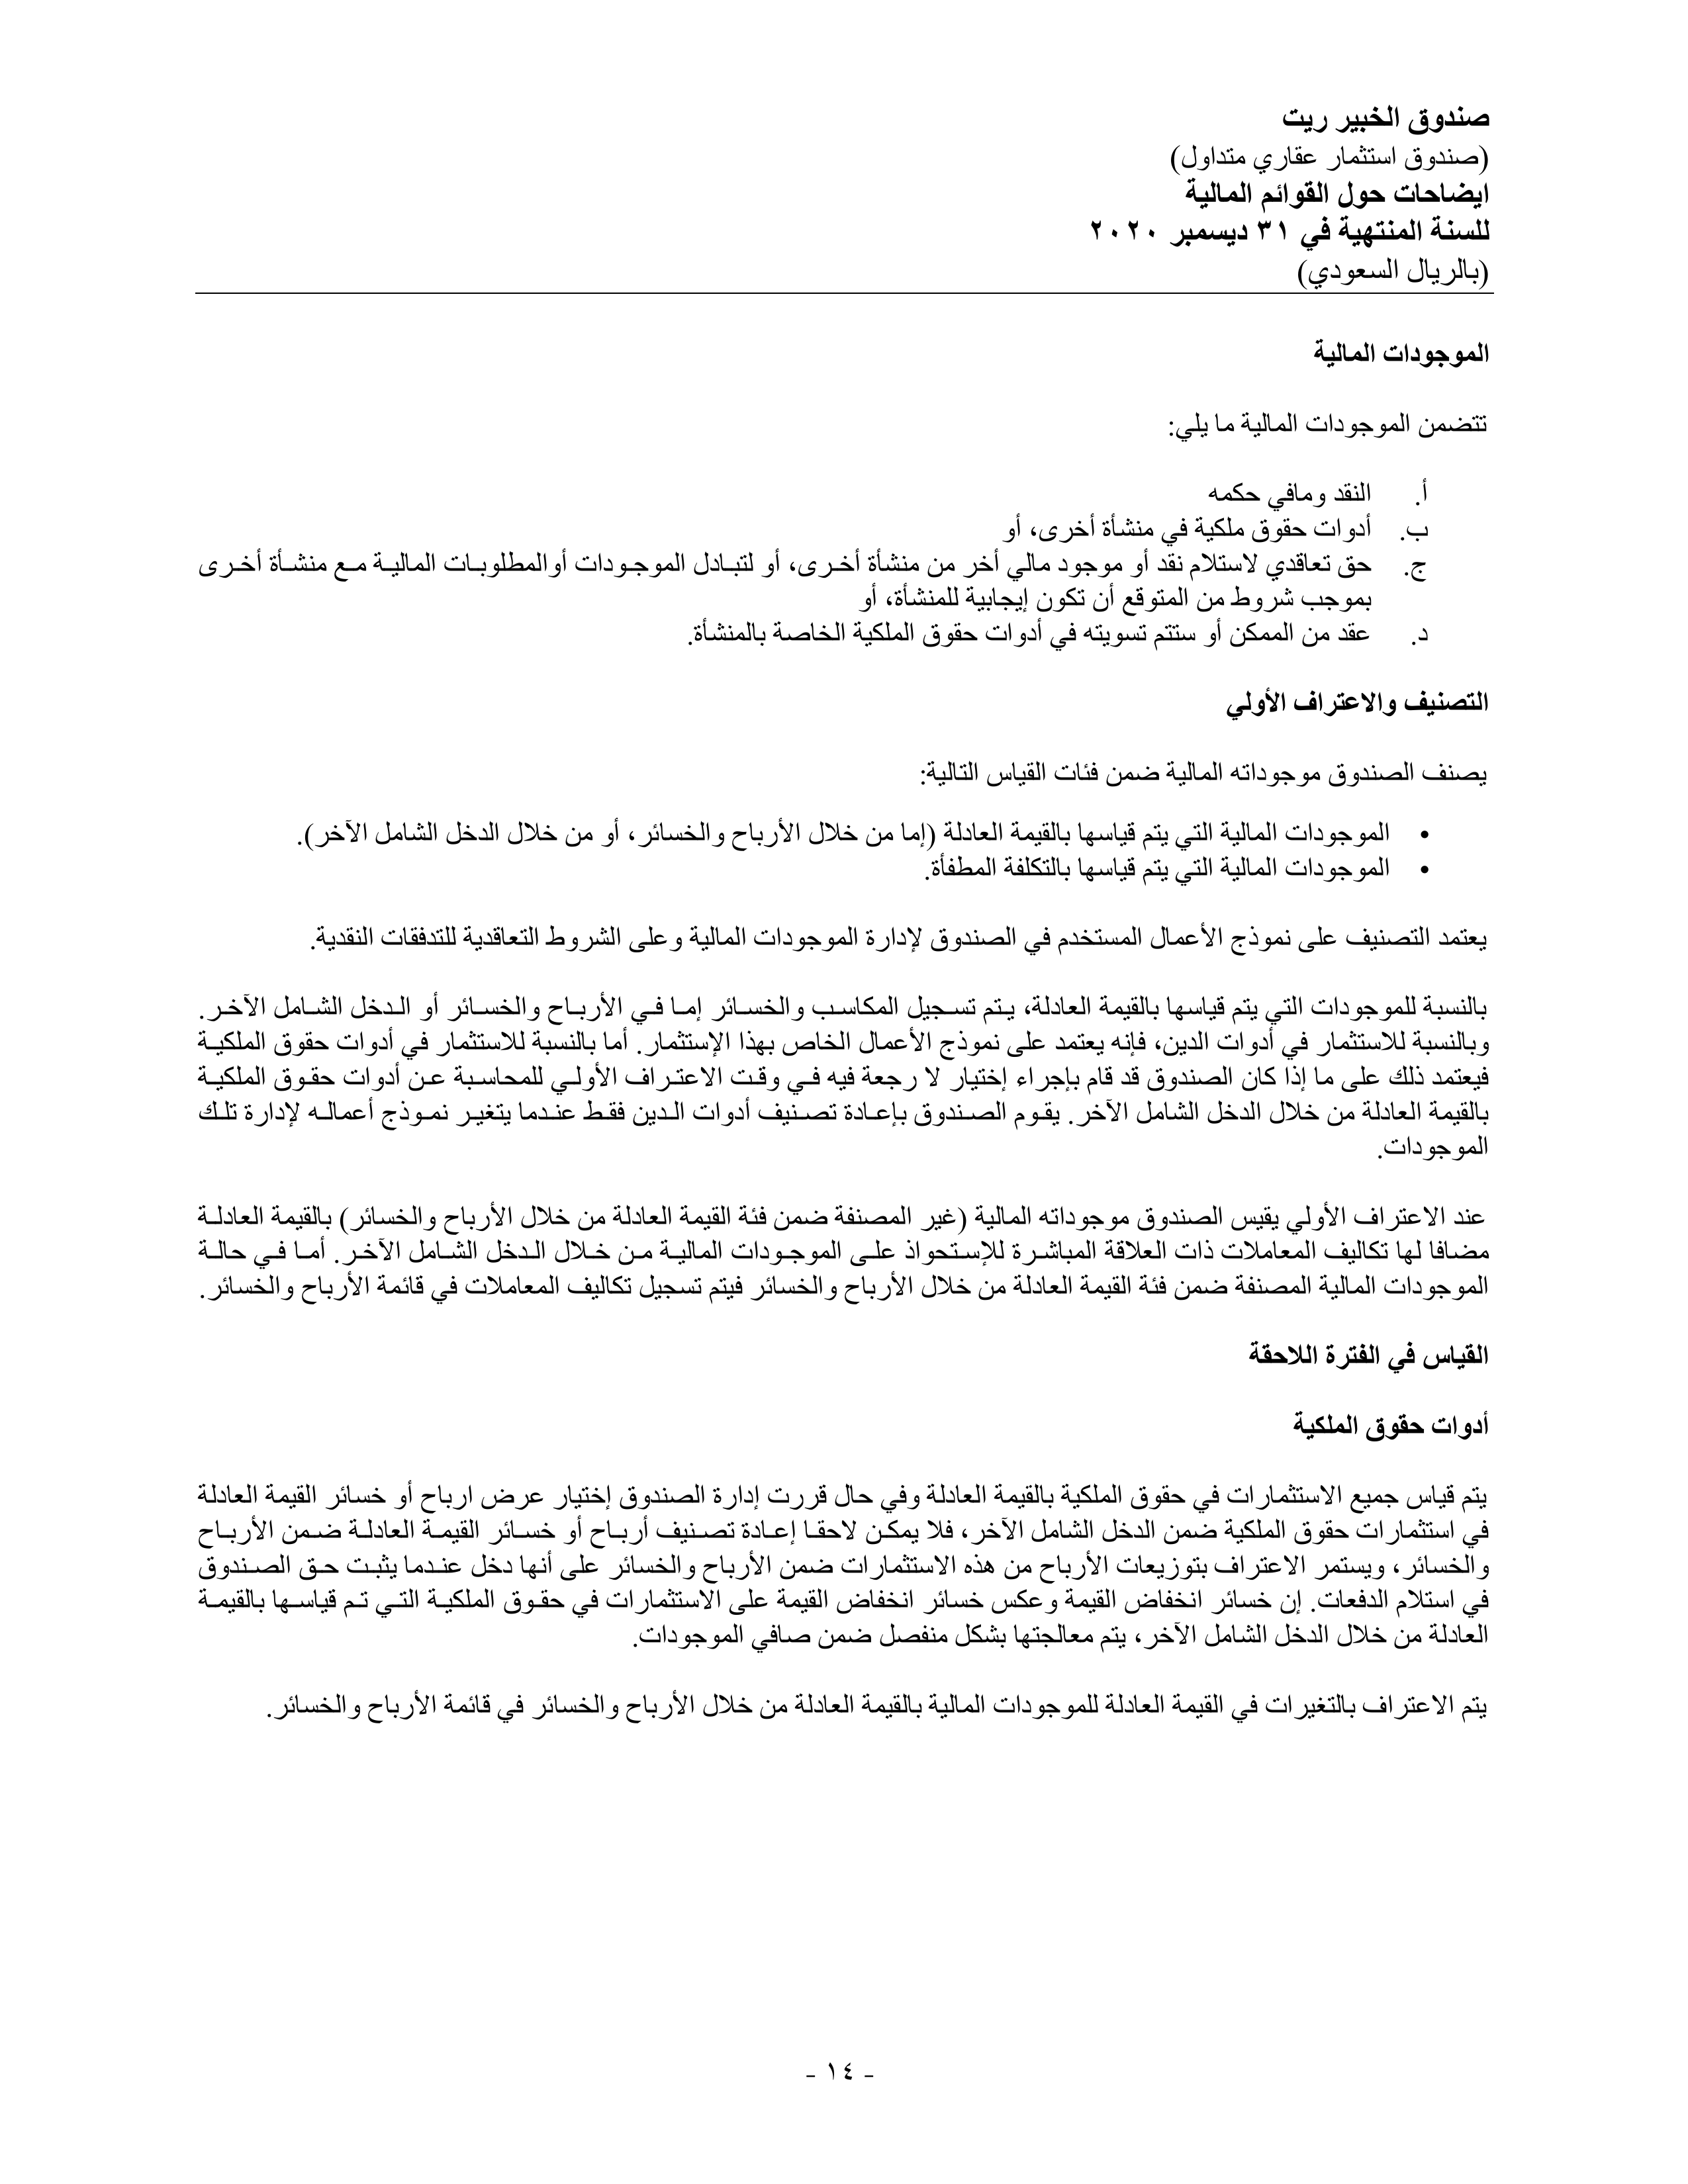 صندوق الخبير ريت
(صندوق استثمار عقاري متداول)
ايضاحات حول القوائم المالية
للسنة المنتهية في ٣١ ديسمبر ٢٠٢٠
(بالريال السعودي)
الموجودات المالية
تتضمن الموجودات المالية ما يلي:
أ. النقد ومافي حكمه
ب. أدوات حقوق ملكية في منشأة أخرى، أو
ج. حق تعاقدي لاستلام نقد أو موجود مالي أخر من منشأة أخرى، أو لتبادل الموجودات أوالمطلوبات المالية مع منشأة أخرى
بموجب شروط من المتوقع أن تكون إيجابية للمنشأة، أو
د. عقد من الممكن أو ستتم تسويته في أدوات حقوق الملكية الخاصة بالمنشأة.
التصنيف والاعتراف الأولي
يصنف الصندوق موجوداته المالية ضمن فئات القياس التالية:
• الموجودات المالية التي يتم قياسها بالقيمة العادلة (إما من خلال الأرباح والخسائر، أو من خلال الدخل الشامل الآخر).
• الموجودات المالية التي يتم قياسها بالتكلفة المطفأة.
يعتمد التصنيف على نموذج الأعمال المستخدم في الصندوق لإدارة الموجودات المالية وعلى الشروط التعاقدية للتدفقات النقدية.
بالنسبة للموجودات التي يتم قياسها بالقيمة العادلة، يتم تسجيل المكاسب والخسائر إما في الأرباح والخسائر أو الدخل الشامل الآخر.
وبالنسبة للاستثمار في أدوات الدين، فإنه يعتمد على نموذج الأعمال الخاص بهذا الإستثمار. أما بالنسبة للاستثمار في أدوات حقوق الملكية
فيعتمد ذلك على ما إذا كان الصندوق قد قام بإجراء إختيار لا رجعة فيه في وقت الاعتراف الأولي للمحاسبة عن أدوات حقوق الملكية
بالقيمة العادلة من خلال الدخل الشامل الآخر. يقوم الصندوق بإعادة تصنيف أدوات الدين فقط عندما يتغير نموذج أعماله لإدارة تلك
الموجودات.
عند الاعتراف الأولي يقيس الصندوق موجوداته المالية (غير المصنفة ضمن فئة القيمة العادلة من خلال الأرباح والخسائر) بالقيمة العادلة
مضافا لها تكاليف المعاملات ذات العلاقة المباشرة للإستحواذ على الموجودات المالية من خلال الدخل الشامل الآخر. أما في حالة
الموجودات المالية المصنفة ضمن فئة القيمة العادلة من خلال الأرباح والخسائر فيتم تسجيل تكاليف المعاملات في قائمة الأرباح والخسائر.
القياس في الفترة اللاحقة
أدوات حقوق الملكية
يتم قياس جميع الاستثمارات في حقوق الملكية بالقيمة العادلة وفي حال قررت إدارة الصندوق إختيار عرض ارباح أو خسائر القيمة العادلة
في استثمارات حقوق الملكية ضمن الدخل الشامل الآخر، فلا يمكن لاحقا إعادة تصنيف أرباح أو خسائر القيمة العادلة ضمن الأرباح
والخسائر، ويستمر الاعتراف بتوزيعات الأرباح من هذه الاستثمارات ضمن الأرباح والخسائر على أنها دخل عندما يثبت حق الصندوق
في استلام الدفعات. إن خسائر انخفاض القيمة وعكس خسائر انخفاض القيمة على الاستثمارات في حقوق الملكية التي تم قياسها بالقيمة
العادلة من خلال الدخل الشامل الآخر، يتم معالجتها بشكل منفصل ضمن صافي الموجودات.
يتم الاعتراف بالتغيرات في القيمة العادلة للموجودات المالية بالقيمة العادلة من خلال الأرباح والخسائر في قائمة الأرباح والخسائر.
- ١٤ -